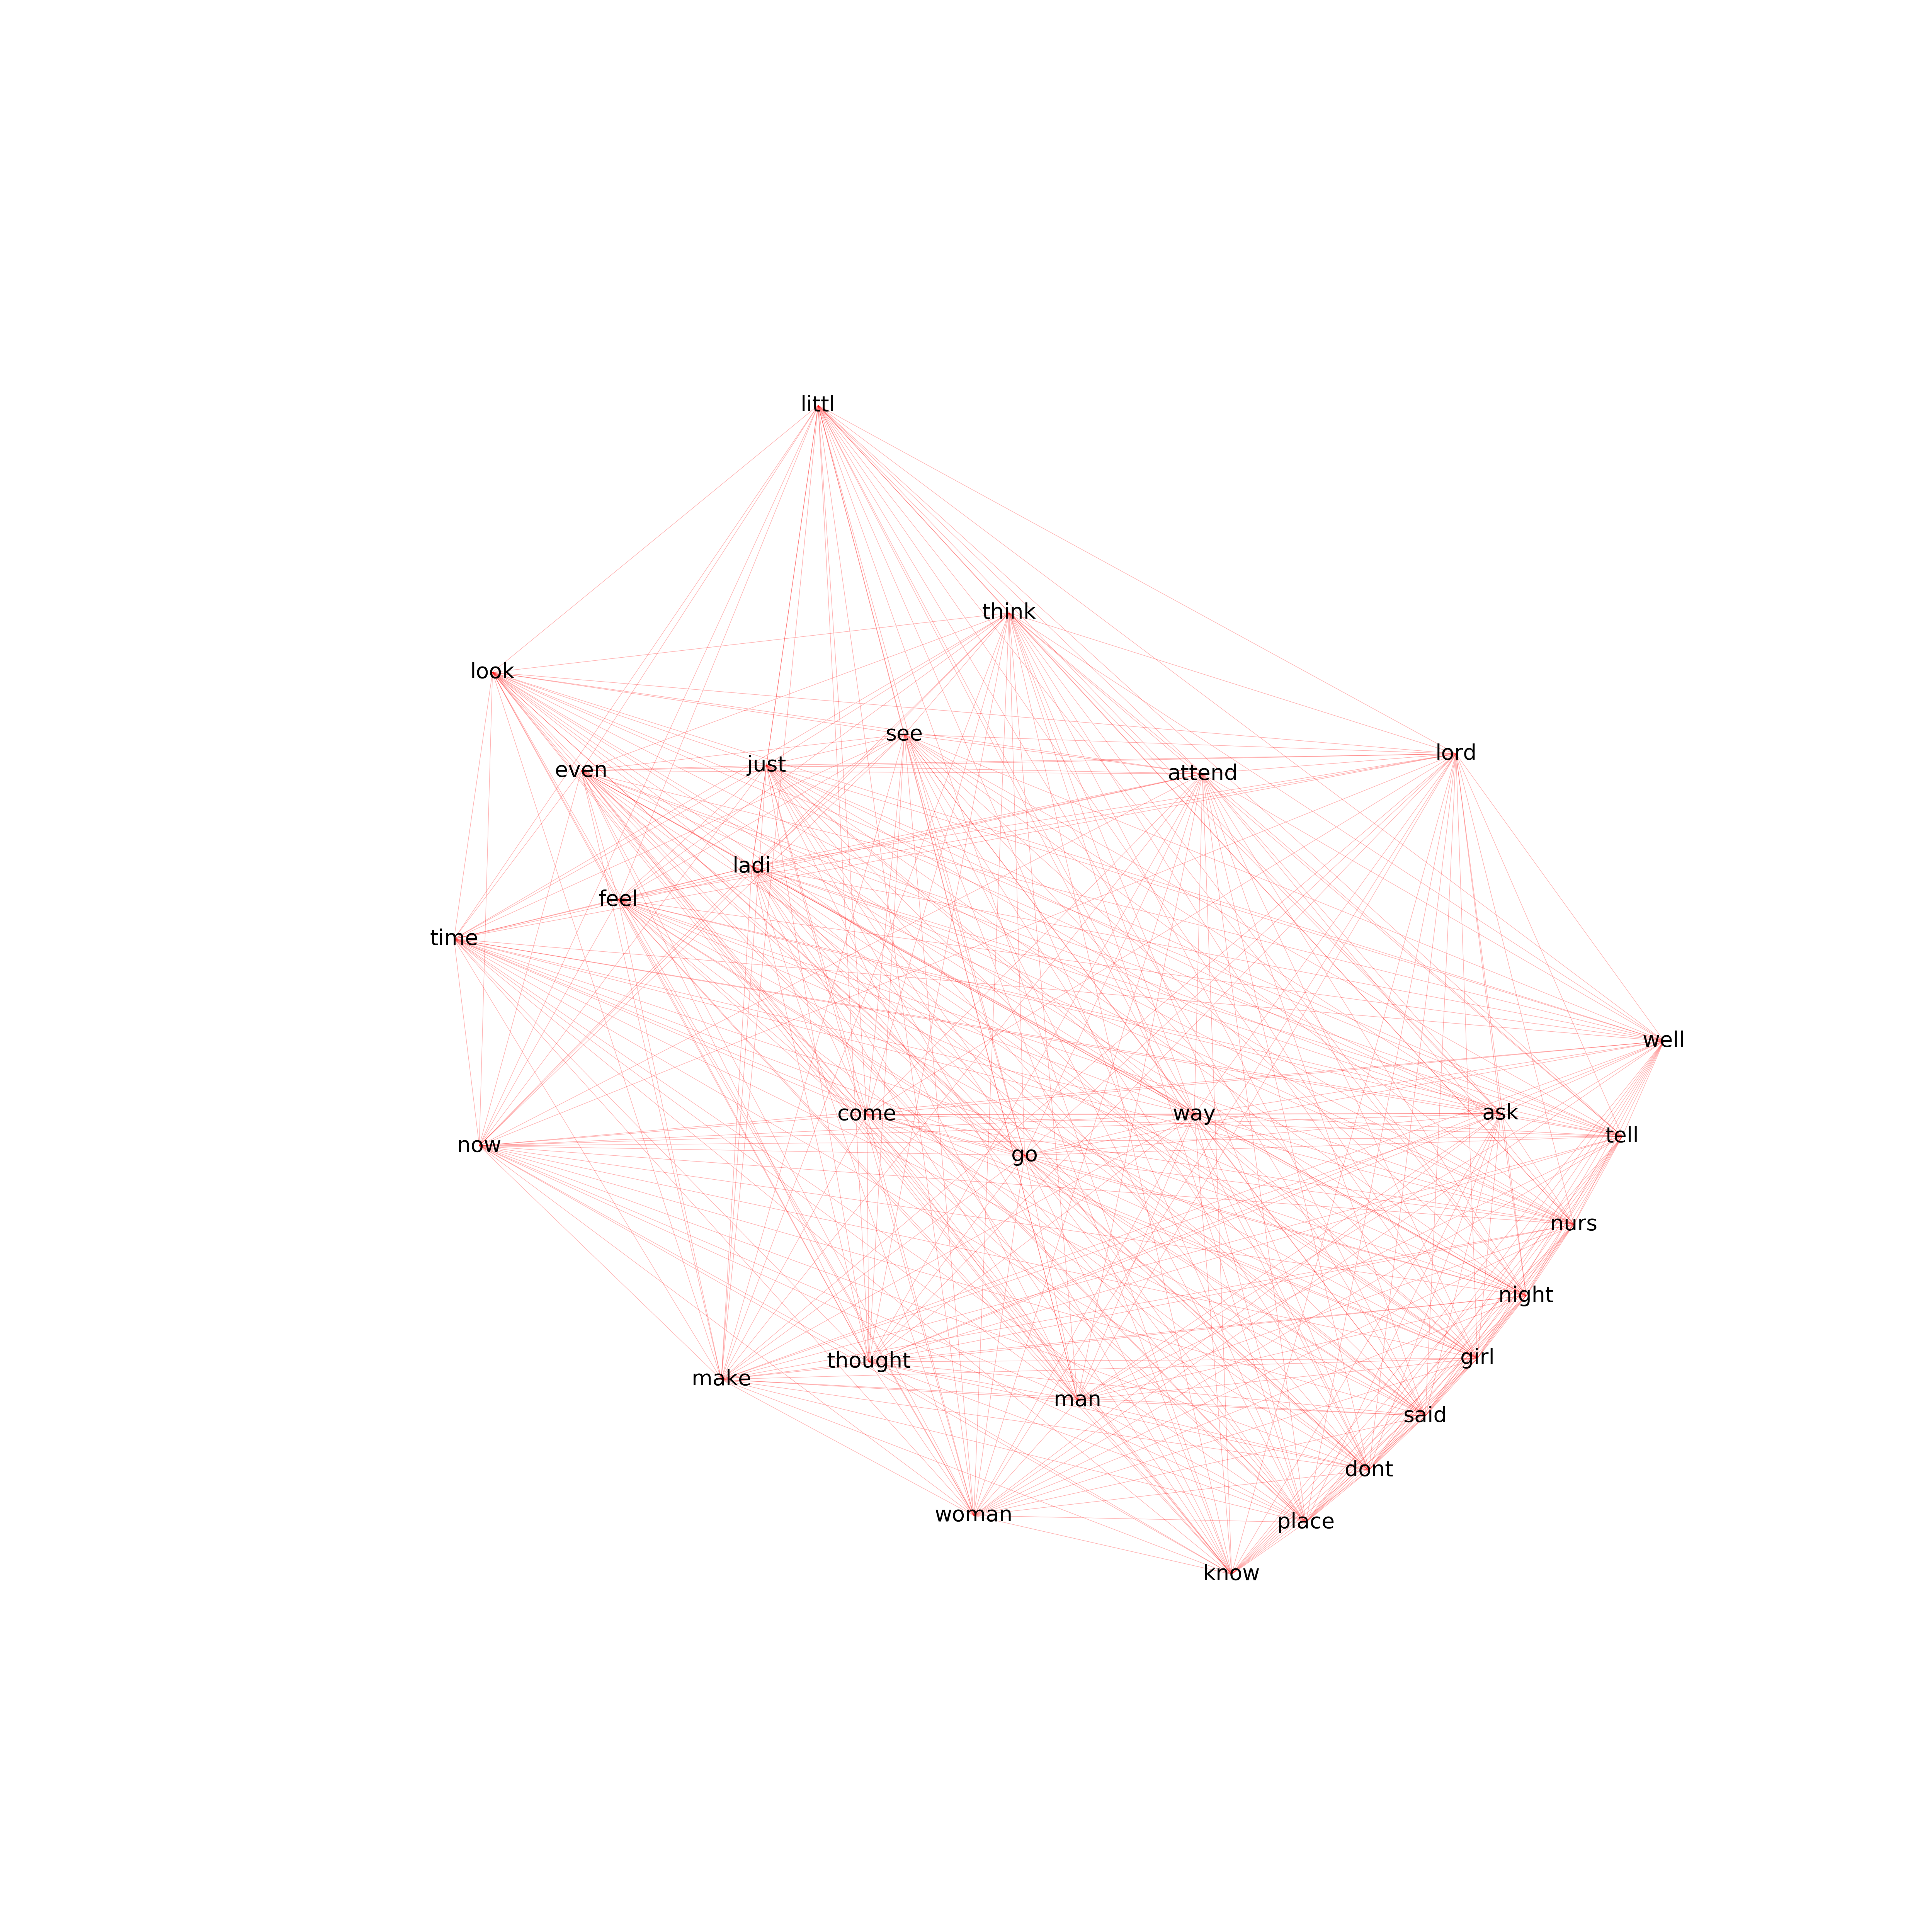 littl
think
look
see
lord
just
even
attend
ladi
feel
time
well
come
way
ask
go
tell
now
nurs
night
girl
thought
make
man
said
dont
woman
place
know